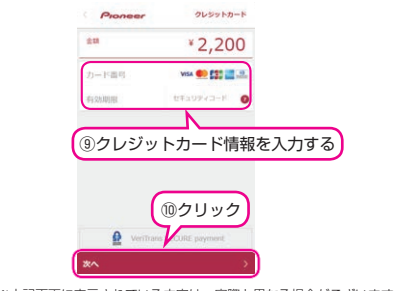 Pioneer クレジットカード
金額
¥ 2,200
カード番号 VISA
有効期限 セキュリティコード
⑨クレジットカード情報を入力する
⑩クリック
VeriTrans CURE payment
次へ